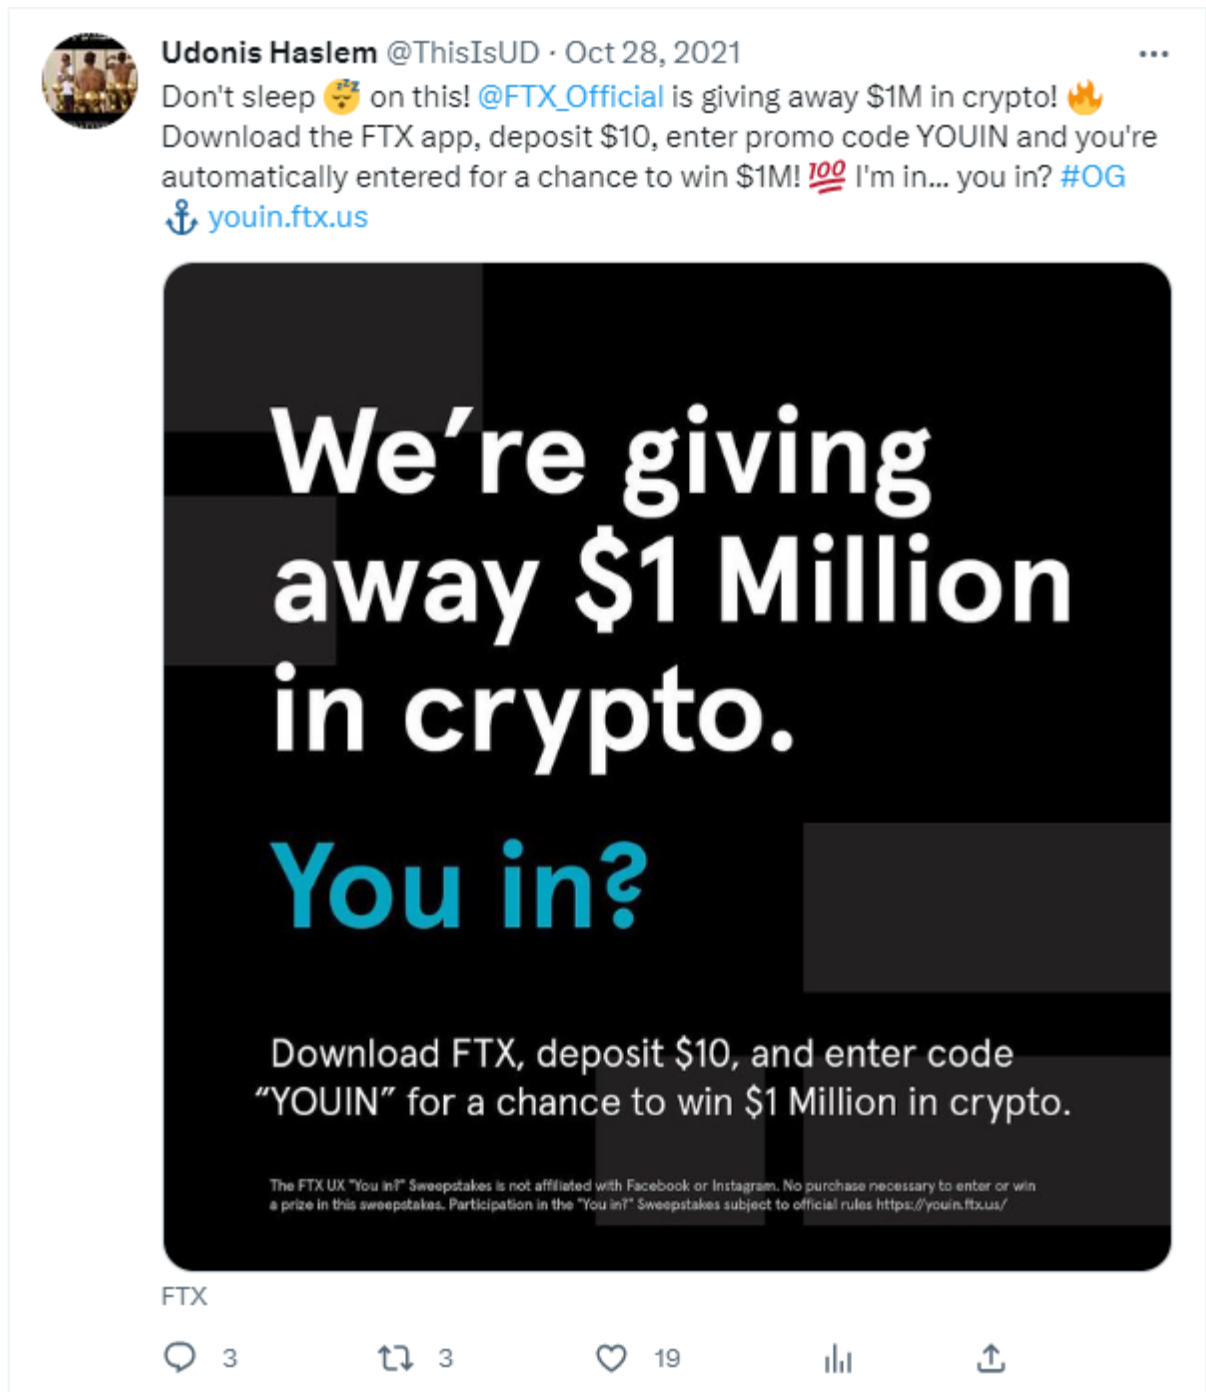 Udonis Haslem @ThisIsUD · Oct 28, 2021
Don't sleep 😴 on this! @FTX_Official is giving away $1M in crypto! 🔥
Download the FTX app, deposit $10, enter promo code YOUIN and you're
automatically entered for a chance to win $1M! 💯 I'm in... you in? #OG
⚓ youin.ftx.us
We're giving
away $1 Million
in crypto.
You in?
Download FTX, deposit $10, and enter code
“YOUIN” for a chance to win $1 Million in crypto.
The FTX UX "You in?" Sweepstakes is not affiliated with Facebook or Instagram. No purchase necessary to enter or win
a prize in this sweepstakes. Participation in the "You in?" Sweepstakes subject to official rules https://youin.ftx.us/
FTX
3 3 19